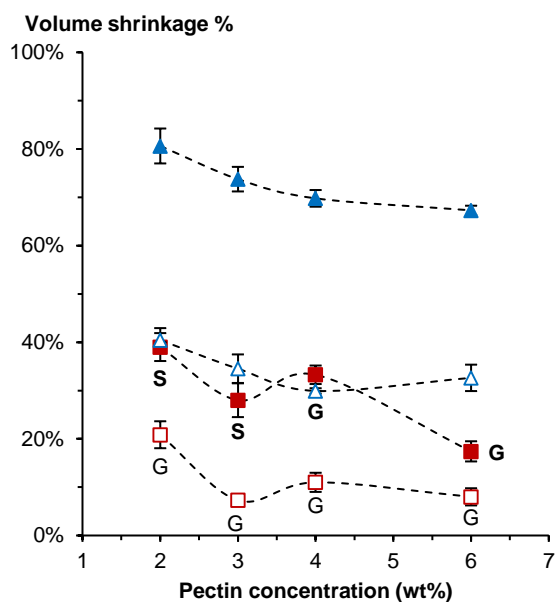 Volume shrinkage %
100%
80%
60%
40%
S
S
G
20%
G
G
G
G
G
0%
1 2 3 4 5 6 7
Pectin concentration (wt%)